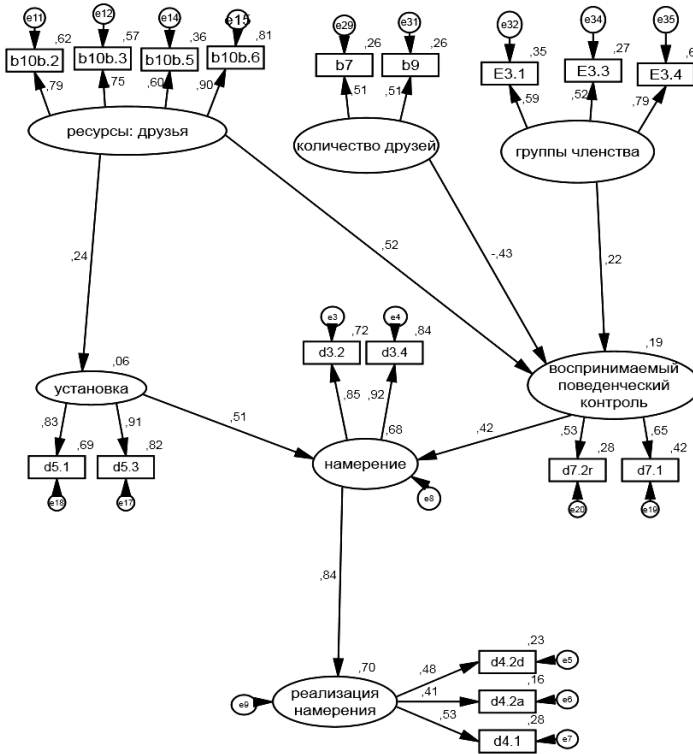 e11 e12 e14 e15 e29 e31 e32 e34 e35
,62 ,57 ,36 ,81 ,26 ,26 ,35 ,27
b10b.2 b10b.3 b10b.5 b10b.6 b7 b9 E3.1 E3.3 E3.4
,79 ,75 ,60 ,90 ,51 ,51 ,59 ,52 ,79
ресурсы: друзья
количество друзей
группы членства
,24 ,52 -,43 ,22
e3 e4
,72 ,84
d3.2 d3.4
,85 ,92
,06
установка
,19
воспринимаемый
поведенческий
контроль
,83 ,91 ,51 ,42 ,53 ,65
,69 ,82 ,68 ,28 ,42
d5.1 d5.3 намерение d7.2r d7.1
e18 e17 e8 e20 e19
,84
,70
e9
реализация
намерения
,48 ,23
d4.2d e5
,41 ,16
d4.2a e6
,53 ,28
d4.1 e7